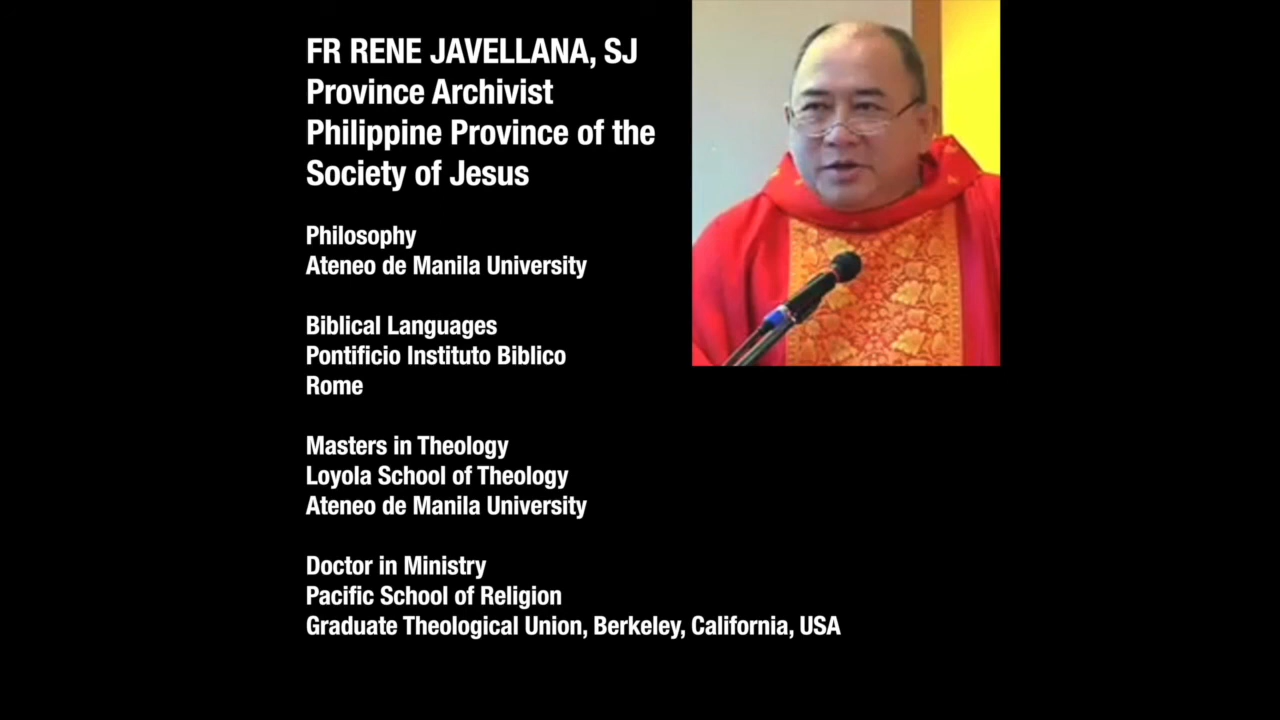 FR RENE JAVELLANA, SJ
Province Archivist
Philippine Province of the
Society of Jesus
Philosophy
Ateneo de Manila University
Biblical Languages
Pontificio Instituto Biblico
Rome
Masters in Theology
Loyola School of Theology
Ateneo de Manila University
Doctor in Ministry
Pacific School of Religion
Graduate Theological Union, Berkeley, California, USA